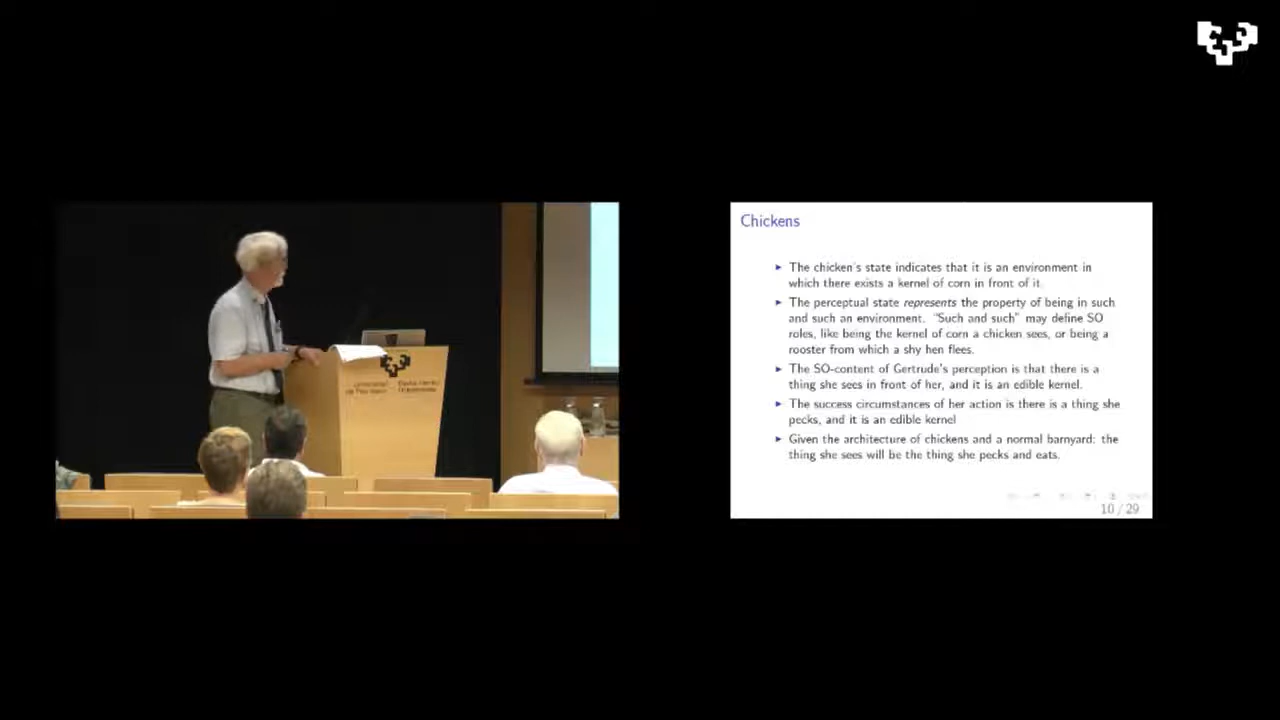 Chickens
► The chicken's state indicates that it is an environment in
which there exists a kernel of corn in front of it.
► The perceptual state represents the property of being in such
and such an environment. "Such and such" may define SO
roles, like being the kernel of corn a chicken sees, or being a
rooster from which a shy hen flees.
► The SO-content of Gertrude's perception is that there is a
thing she sees in front of her, and it is an edible kernel.
► The success circumstances of her action is there is a thing she
pecks, and it is an edible kernel
► Given the architecture of chickens and a normal barnyard: the
thing she sees will be the thing she pecks and eats.
10 / 29